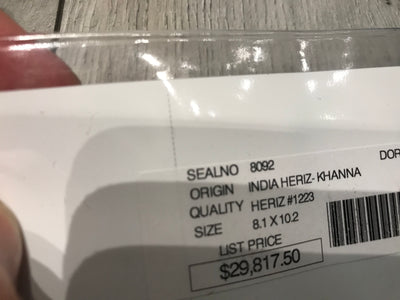 SEALNO 8092
ORIGIN INDIA HERIZ- KHANNA
QUALITY HERIZ #1223
SIZE 8.1 X 10.2
LIST PRICE
$29,817.50
DOR